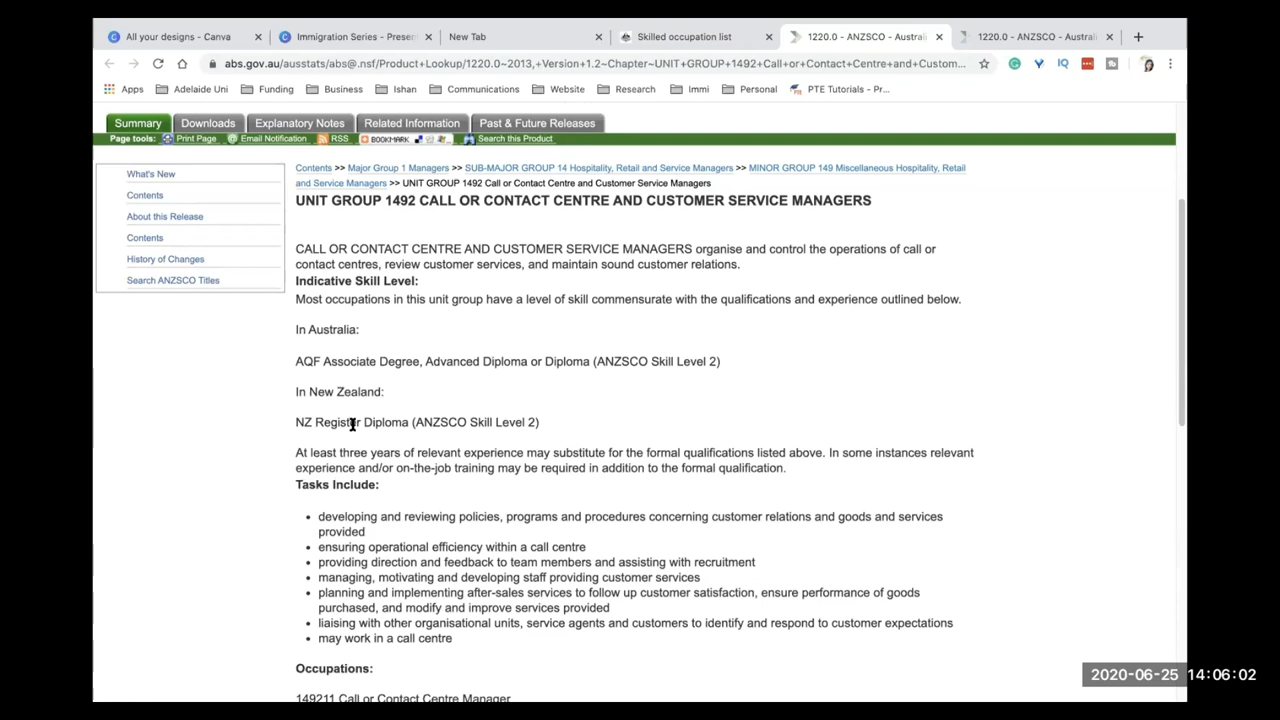 All your designs - Canva
Immigration Series - Presen
New Tab
Skilled occupation list
1220.0 - ANZSCO - Australi
1220.0 - ANZSCO - Australi
abs.gov.au/ausstats/abs@.nsf/Product+Lookup/1220.0~2013,+Version+1.2~Chapter~UNIT+GROUP+1492+Call+or+Contact+Centre+and+Custom...
Apps
Adelaide Uni
Funding
Business
Ishan
Communications
Website
Research
Immi
Personal
PTE Tutorials - Pr...
Summary
Downloads
Explanatory Notes
Related Information
Past & Future Releases
Page tools: Print Page Email Notification RSS BOOKMARK Search this Product
What's New
Contents
About this Release
Contents
History of Changes
Search ANZSCO Titles
Contents >> Major Group 1 Managers >> SUB-MAJOR GROUP 14 Hospitality, Retail and Service Managers >> MINOR GROUP 149 Miscellaneous Hospitality, Retail
and Service Managers >> UNIT GROUP 1492 Call or Contact Centre and Customer Service Managers
UNIT GROUP 1492 CALL OR CONTACT CENTRE AND CUSTOMER SERVICE MANAGERS
CALL OR CONTACT CENTRE AND CUSTOMER SERVICE MANAGERS organise and control the operations of call or
contact centres, review customer services, and maintain sound customer relations.
Indicative Skill Level:
Most occupations in this unit group have a level of skill commensurate with the qualifications and experience outlined below.
In Australia:
AQF Associate Degree, Advanced Diploma or Diploma (ANZSCO Skill Level 2)
In New Zealand:
NZ Register Diploma (ANZSCO Skill Level 2)
At least three years of relevant experience may substitute for the formal qualifications listed above. In some instances relevant
experience and/or on-the-job training may be required in addition to the formal qualification.
Tasks Include:
• developing and reviewing policies, programs and procedures concerning customer relations and goods and services
provided
• ensuring operational efficiency within a call centre
• providing direction and feedback to team members and assisting with recruitment
• managing, motivating and developing staff providing customer services
• planning and implementing after-sales services to follow up customer satisfaction, ensure performance of goods
purchased, and modify and improve services provided
• liaising with other organisational units, service agents and customers to identify and respond to customer expectations
• may work in a call centre
Occupations:
149211 Call or Contact Centre Manager
2020-06-25 14:06:02